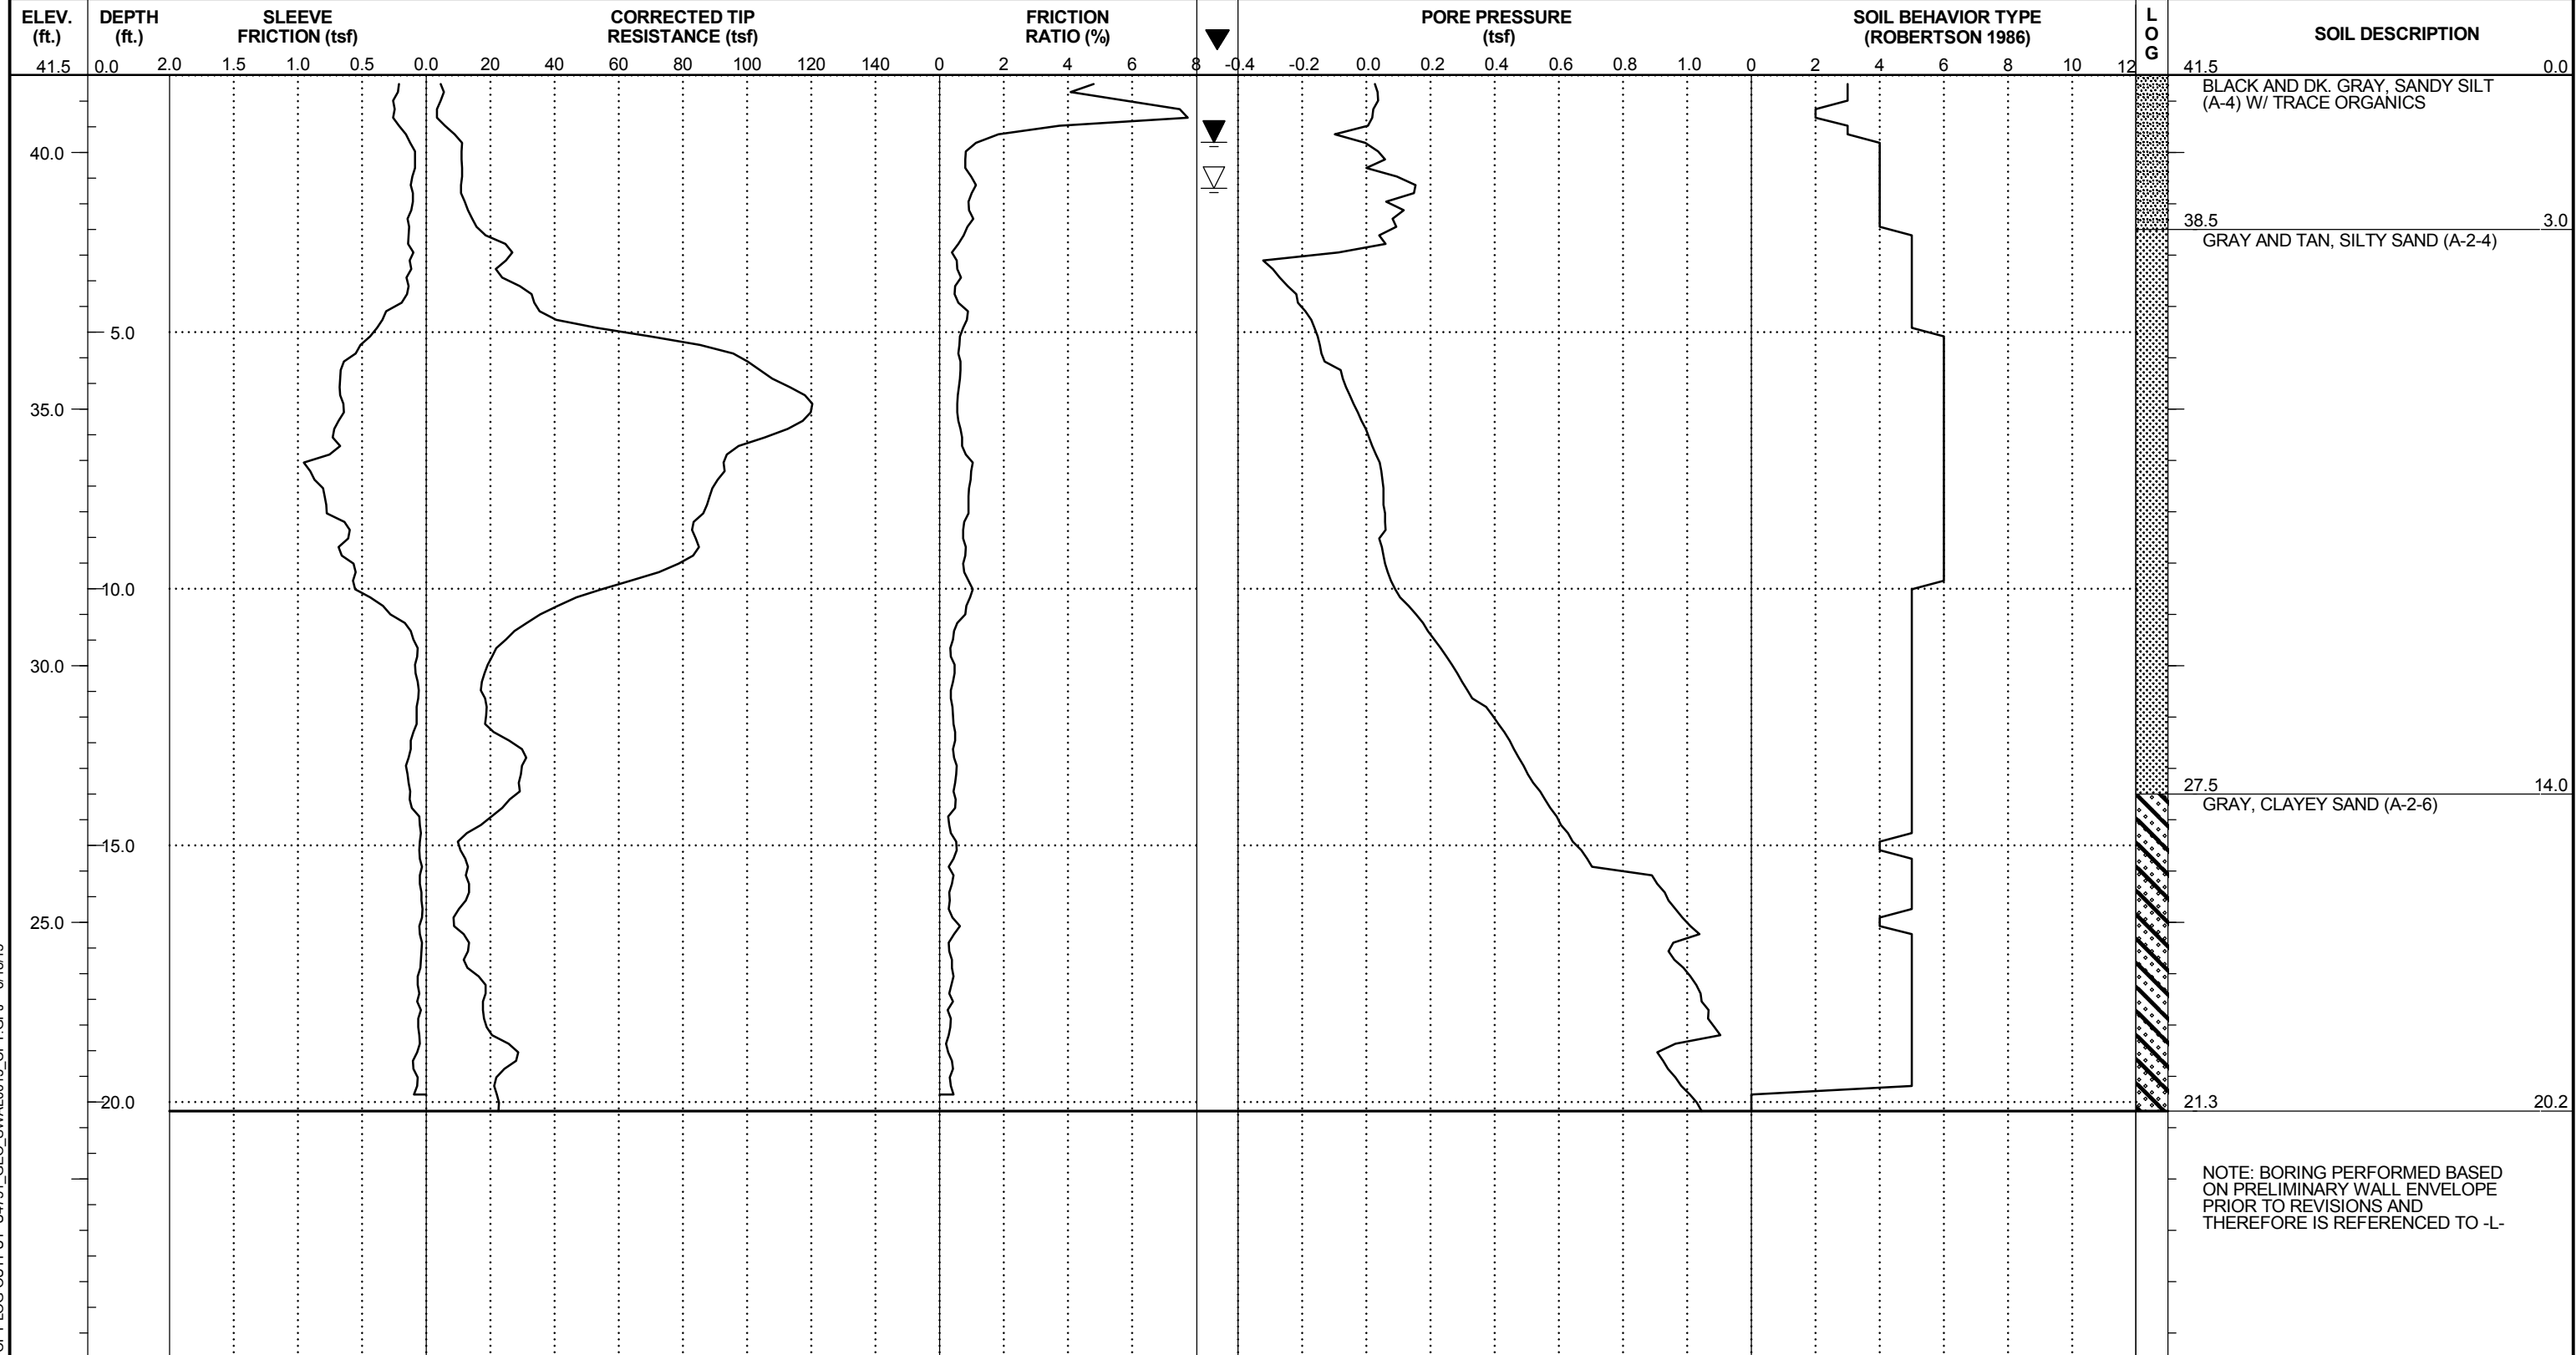 ELEV. DEPTH SLEEVE CORRECTED TIP FRICTION PORE PRESSURE SOIL BEHAVIOR TYPE L
(ft.) (ft.) FRICTION (tsf) RESISTANCE (tsf) RATIO (%) (tsf) (ROBERTSON 1986) O SOIL DESCRIPTION
G
41.5 0.0 2.0 1.5 1.0 0.5 0.0 20 40 60 80 100 120 140 0 2 4 6 8 -0.4 -0.2 0.0 0.2 0.4 0.6 0.8 1.0 0 2 4 6 8 10 12 41.5 0.0
BLACK AND DK. GRAY, SANDY SILT
(A-4) W/ TRACE ORGANICS
40.0
38.5 3.0
GRAY AND TAN, SILTY SAND (A-2-4)
5.0
35.0
10.0
30.0
27.5 14.0
GRAY, CLAYEY SAND (A-2-6)
15.0
25.0
20.0
21.3 20.2
NOTE: BORING PERFORMED BASED
ON PRELIMINARY WALL ENVELOPE
PRIOR TO REVISIONS AND
THEREFORE IS REFERENCED TO -L-